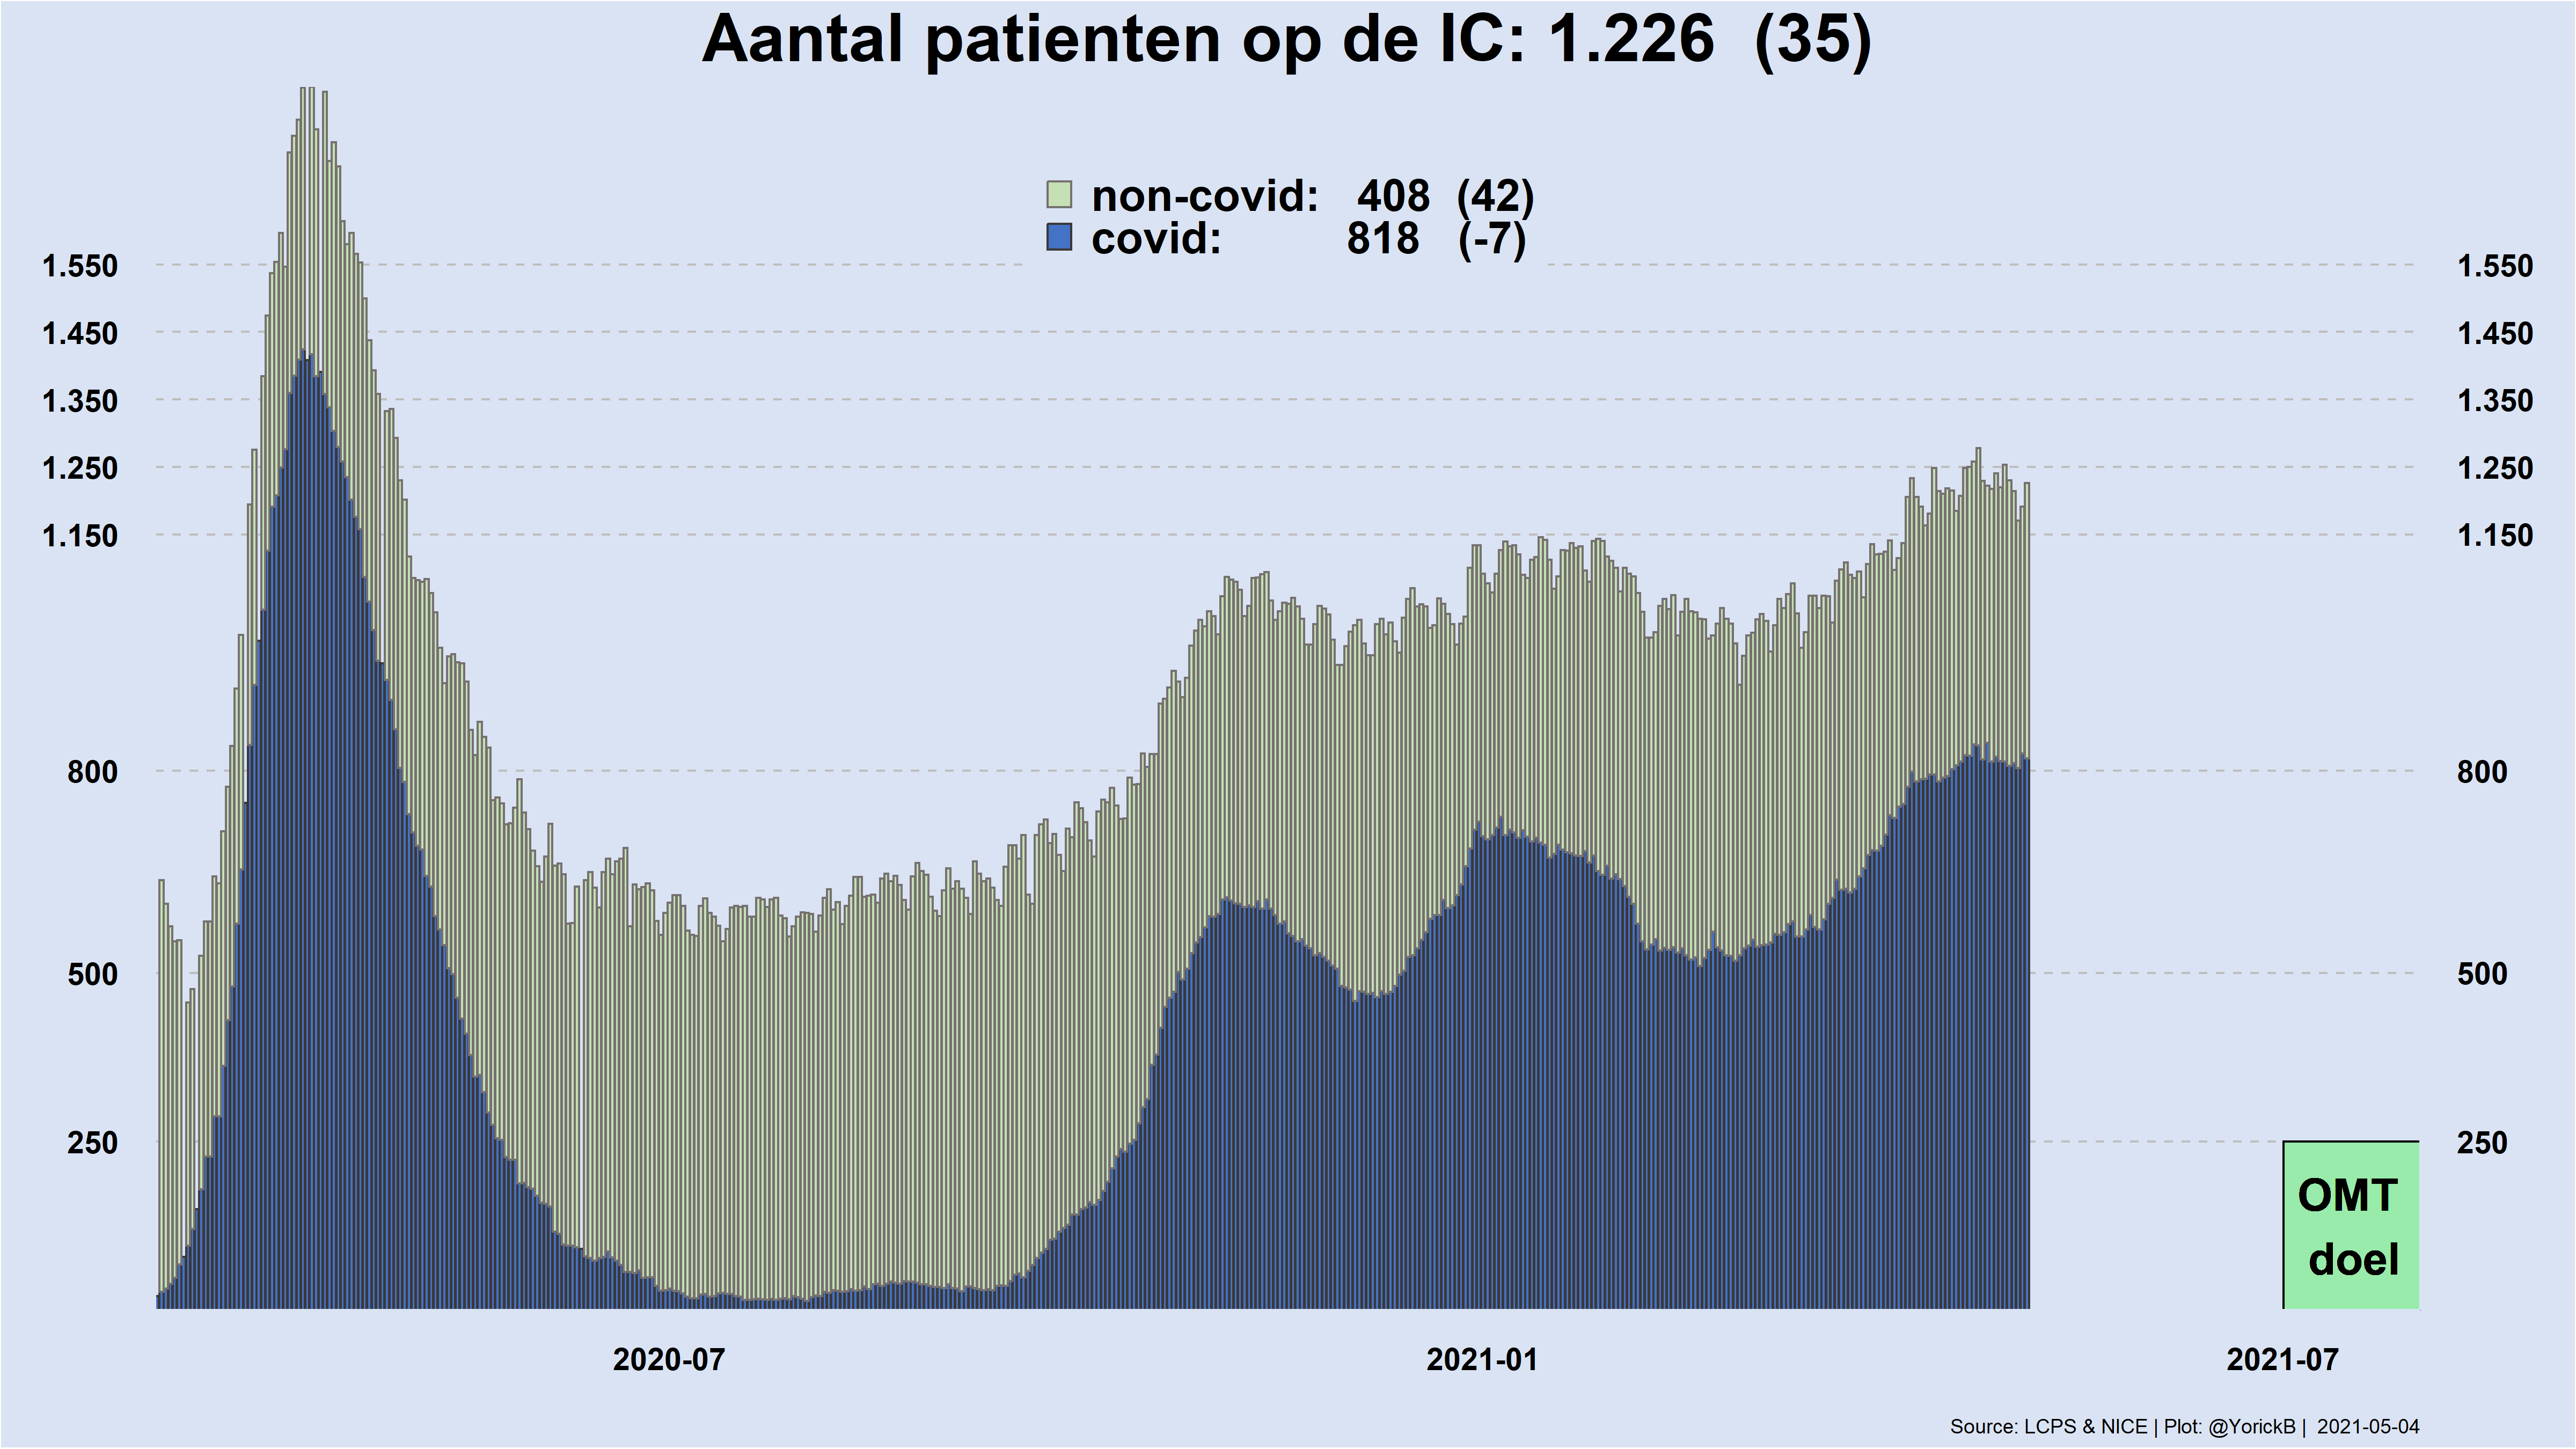 Aantal patienten op de IC: 1.226 (35)
non-covid: 408 (42)
covid: 818 (-7)
1.550 1.550
1.450 1.450
1.350 1.350
1.250 1.250
1.150 1.150
800 800
500 500
250 250
OMT
doel
2020-07 2021-01 2021-07
Source: LCPS & NICE | Plot: @YorickB | 2021-05-04